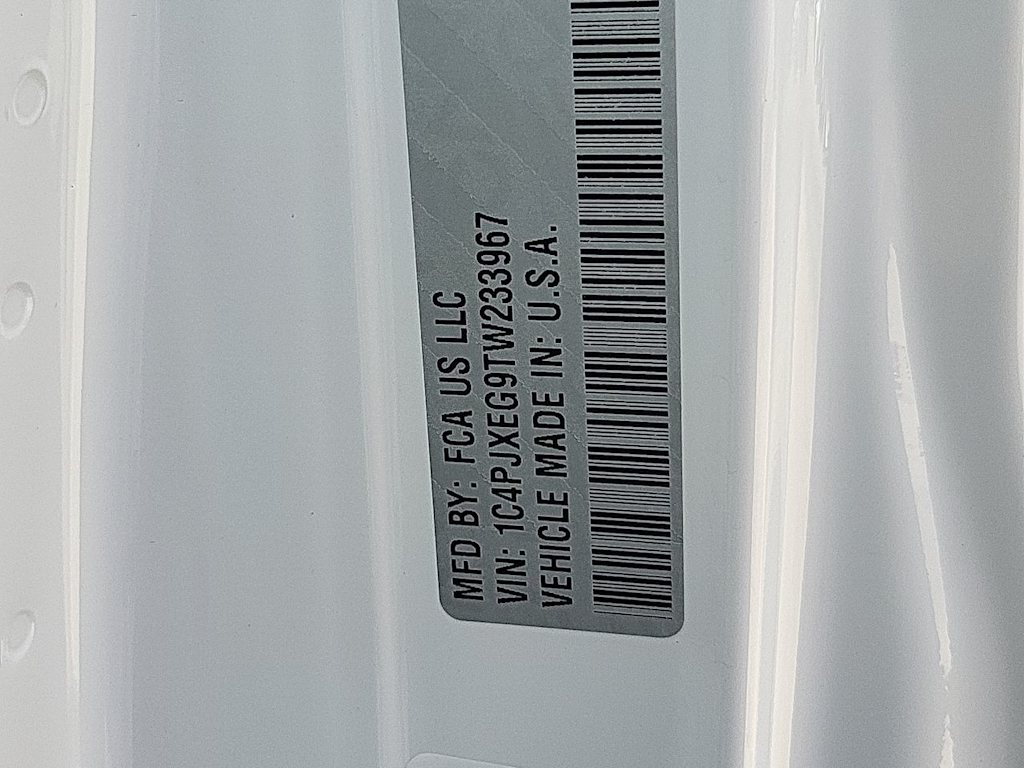 MFD BY: FCA US LLC
VIN: 1C4PJXEG9TW233967
VEHICLE MADE IN: U.S.A.